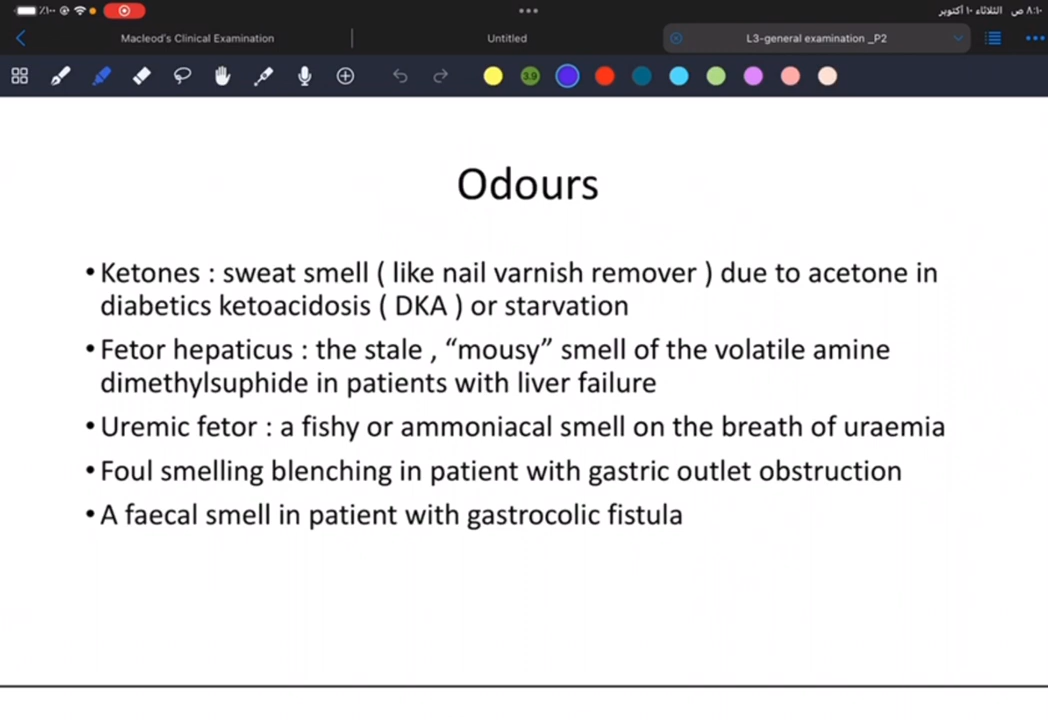 ٪١٠٠
٨:١٠ ص الثلاثاء ١٠ أكتوبر
Macleod's Clinical Examination
Untitled
L3-general examination _P2
3.9
Odours
• Ketones : sweat smell ( like nail varnish remover ) due to acetone in
diabetics ketoacidosis ( DKA ) or starvation
• Fetor hepaticus : the stale , “mousy” smell of the volatile amine
dimethylsuphide in patients with liver failure
• Uremic fetor : a fishy or ammoniacal smell on the breath of uraemia
• Foul smelling blenching in patient with gastric outlet obstruction
• A faecal smell in patient with gastrocolic fistula